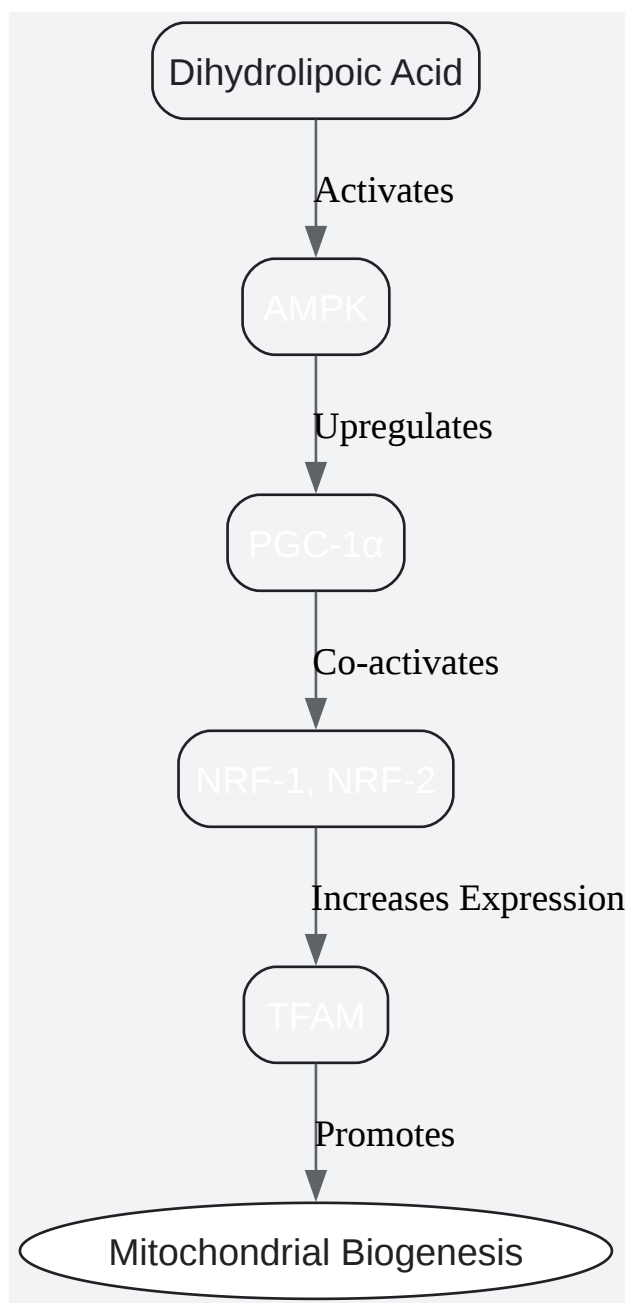 Dihydrolipoic Acid
Activates
AMPK
Upregulates
PGC-1α
Co-activates
NRF-1, NRF-2
Increases Expression
TFAM
Promotes
Mitochondrial Biogenesis